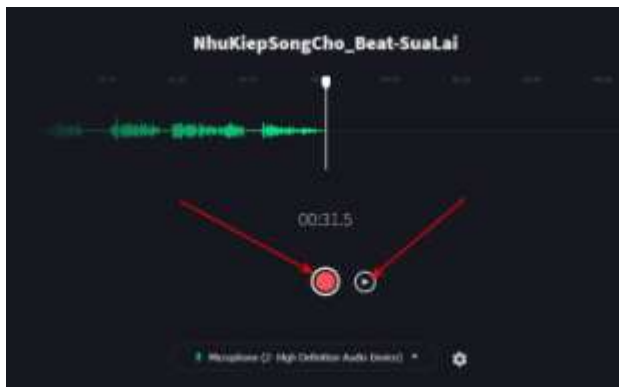 NhuKiepSongCho_Beat-SuaLai
00:31.5
Microphone (2- High Definition Audio Device)